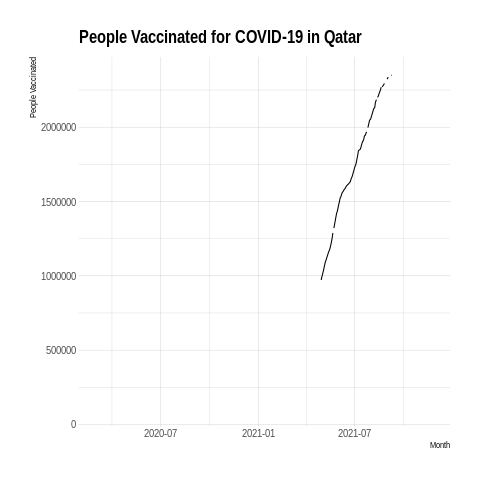 People Vaccinated for COVID-19 in Qatar
People Vaccinated
2000000
1500000
1000000
500000
0
2020-07 2021-01 2021-07
Month